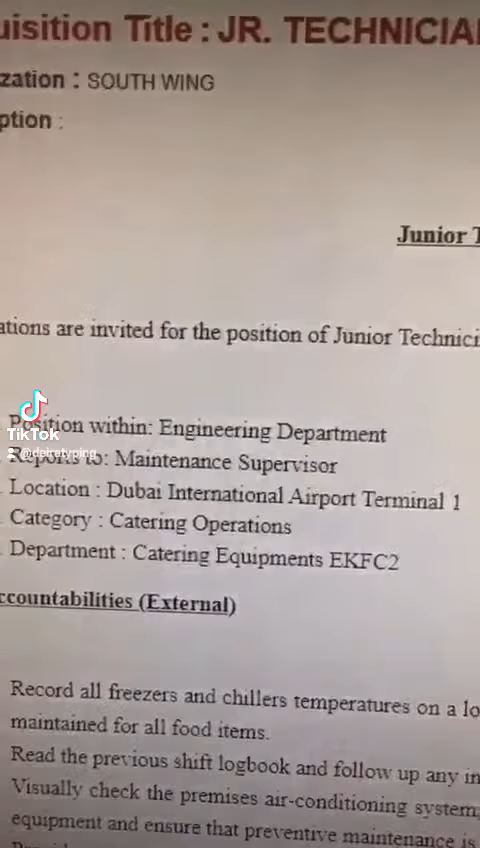 uisition Title : JR. TECHNICIA
zation : SOUTH WING
ption :
Junior T
ations are invited for the position of Junior Technici
Position within: Engineering Department
TikTok
@deiratyping
Reports to: Maintenance Supervisor
Location : Dubai International Airport Terminal 1
Category : Catering Operations
Department : Catering Equipments EKFC2
ccountabilities (External)
Record all freezers and chillers temperatures on a lo
maintained for all food items.
Read the previous shift logbook and follow up any in
Visually check the premises air-conditioning system,
equipment and ensure that preventive maintenance is